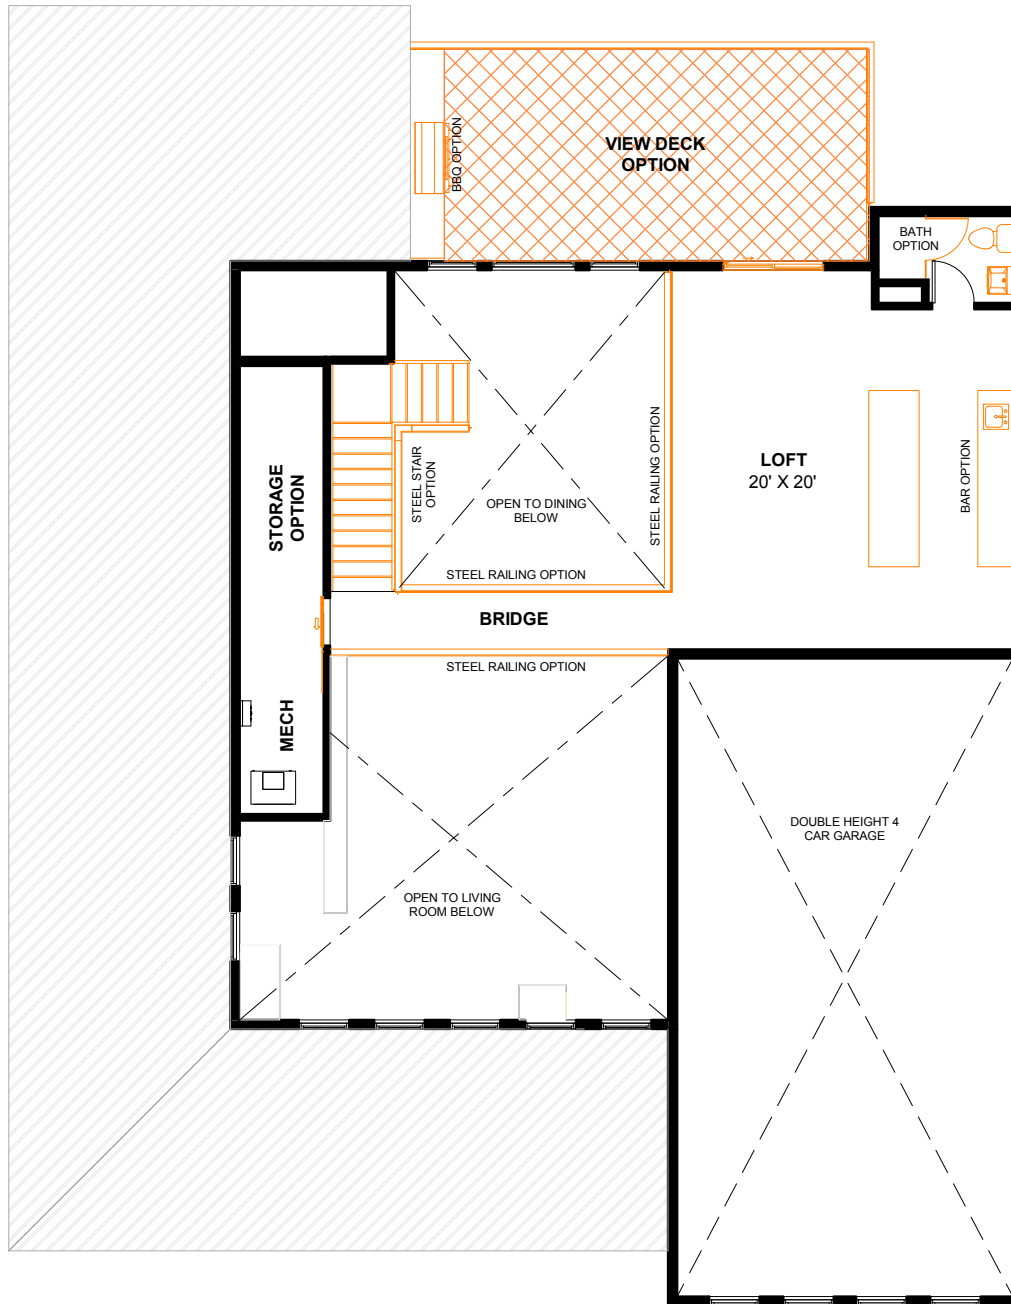 VIEW DECK
OPTION
BBQ OPTION
BATH
OPTION
STORAGE
OPTION
STEEL STAIR
OPTION
OPEN TO DINING
BELOW
STEEL RAILING OPTION
LOFT
20' X 20'
BAR OPTION
STEEL RAILING OPTION
BRIDGE
STEEL RAILING OPTION
MECH
DOUBLE HEIGHT 4
CAR GARAGE
OPEN TO LIVING
ROOM BELOW